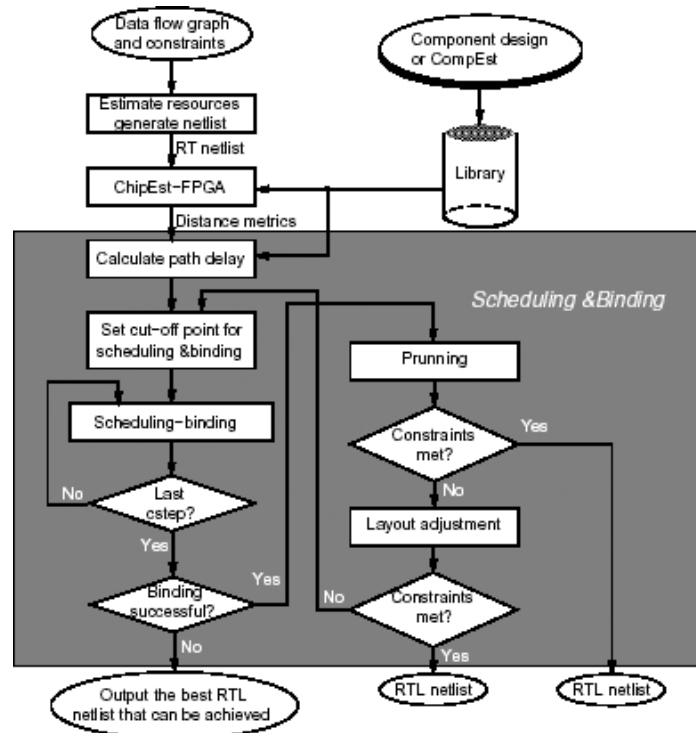 Data flow graph
and constraints
Component design
or CompEst
Estimate resources
generate netlist
RT netlist
Library
ChipEst-FPGA
Distance metrics
Calculate path delay
Scheduling &Binding
Set cut-off point for
scheduling &binding
Prunning
Scheduling-binding
Constraints
met?
Yes
No
Last
cstep?
No
Layout adjustment
Yes
Binding
successful?
Yes
No
Constraints
met?
No
Yes
Output the best RTL
netlist that can be achieved
RTL netlist
RTL netlist